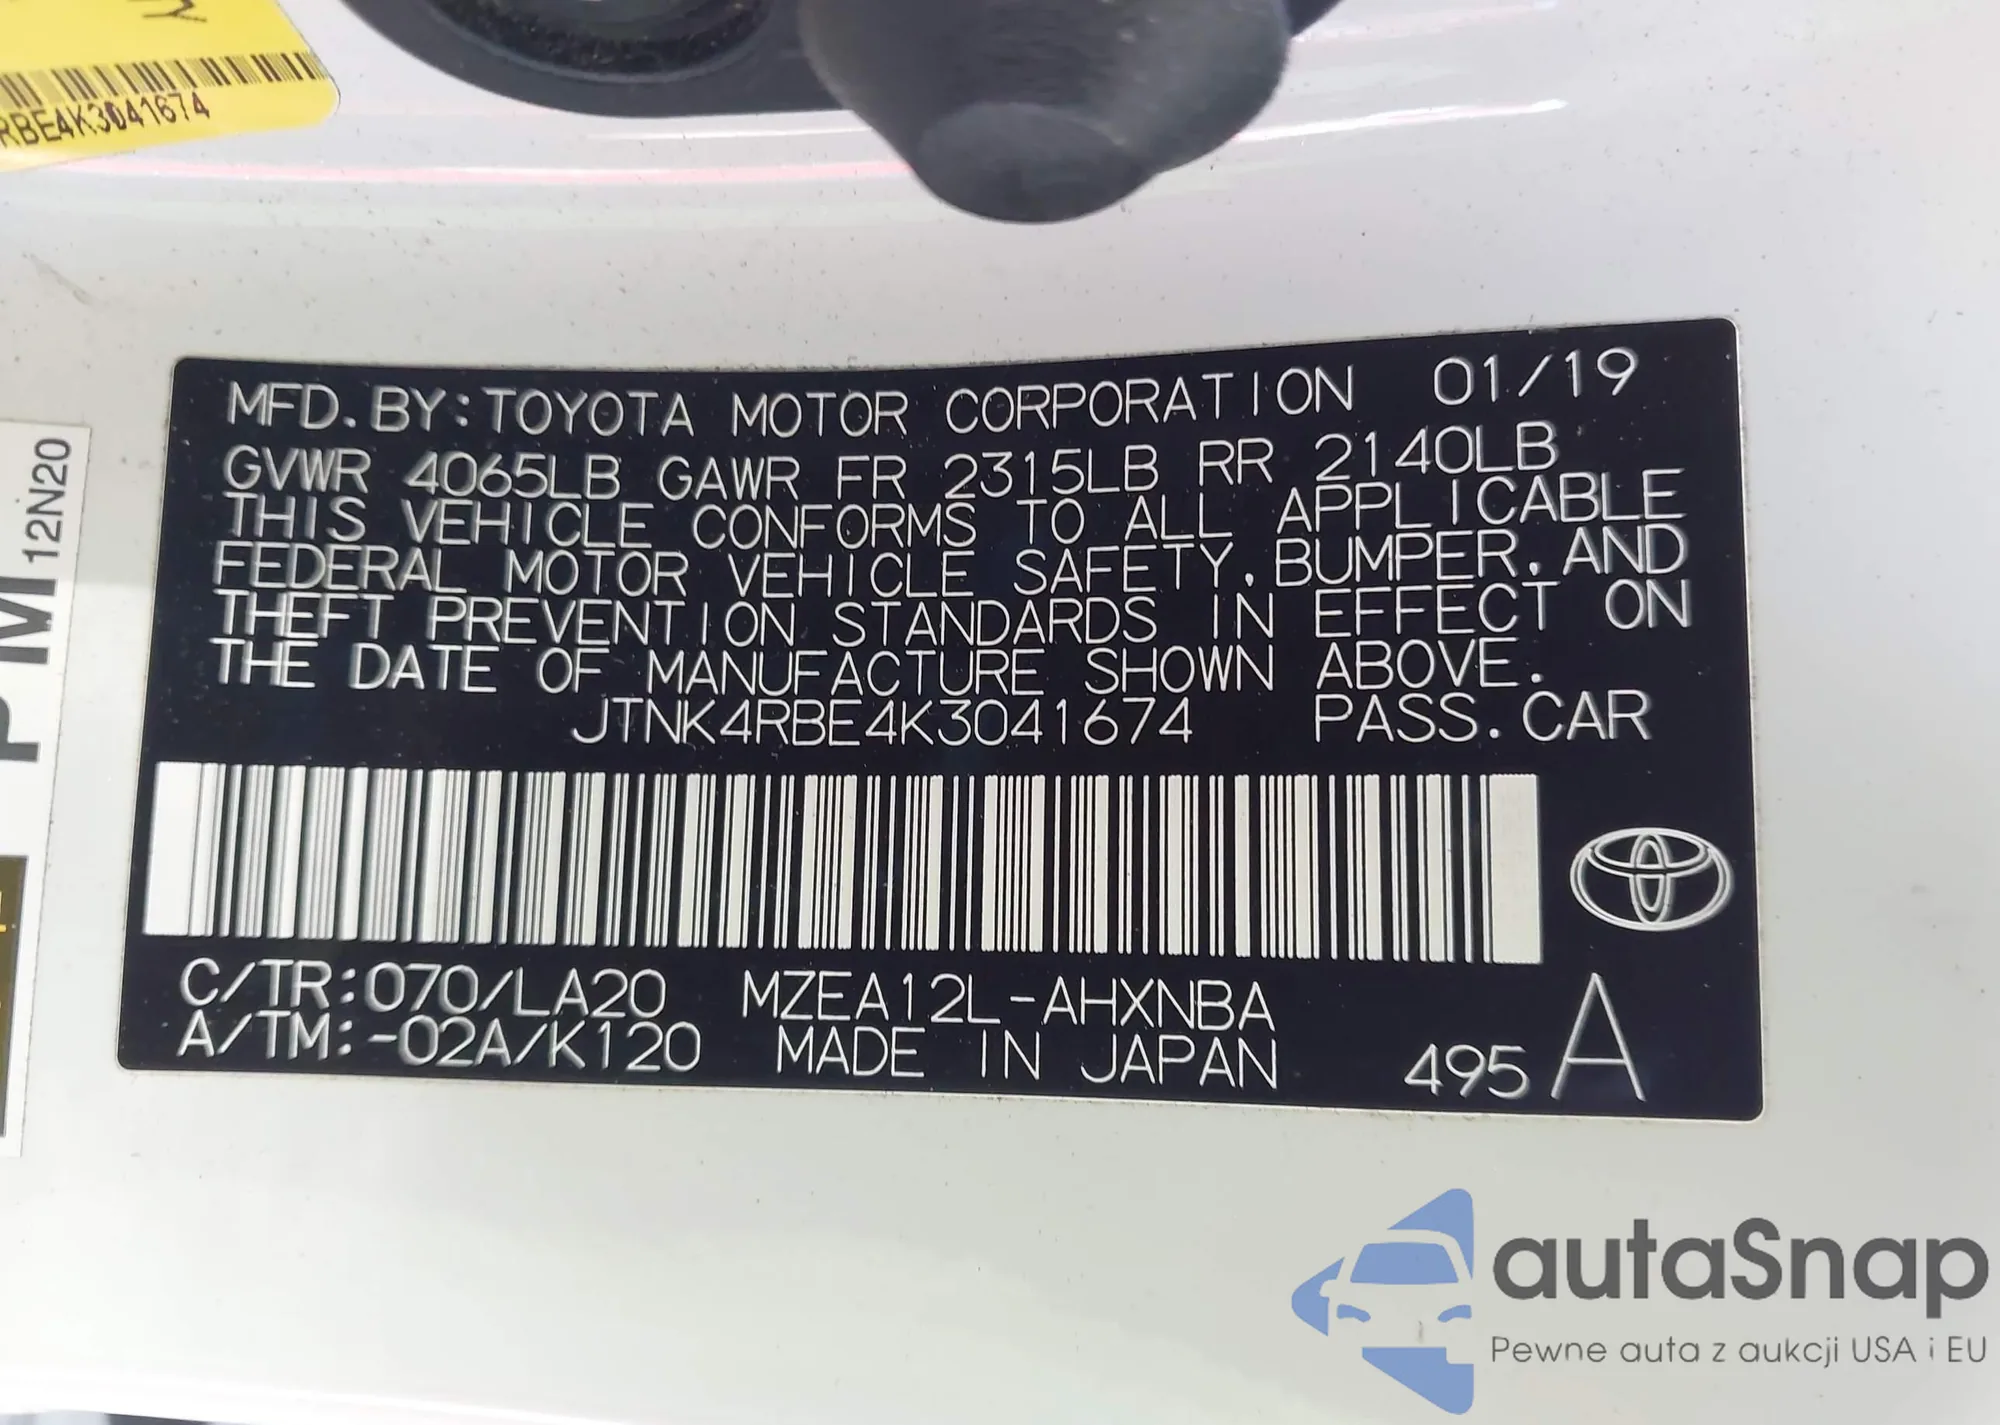 RBE4K3041674
12N20
PM
MFD. BY: TOYOTA MOTOR CORPORATION 01/19
GVWR 4065LB GAWR FR 2315LB RR 2140LB
THIS VEHICLE CONFORMS TO ALL APPLICABLE
FEDERAL MOTOR VEHICLE SAFETY, BUMPER, AND
THEFT PREVENTION STANDARDS IN EFFECT ON
THE DATE OF MANUFACTURE SHOWN ABOVE.
JTNK4RBE4K3041674 PASS. CAR
C/TR: 070/LA20 MZEA12L-AHXNBA
A/TM: -02A/K120 MADE IN JAPAN 495 A
autaSnap
Pewne auta z aukcji USA i EU